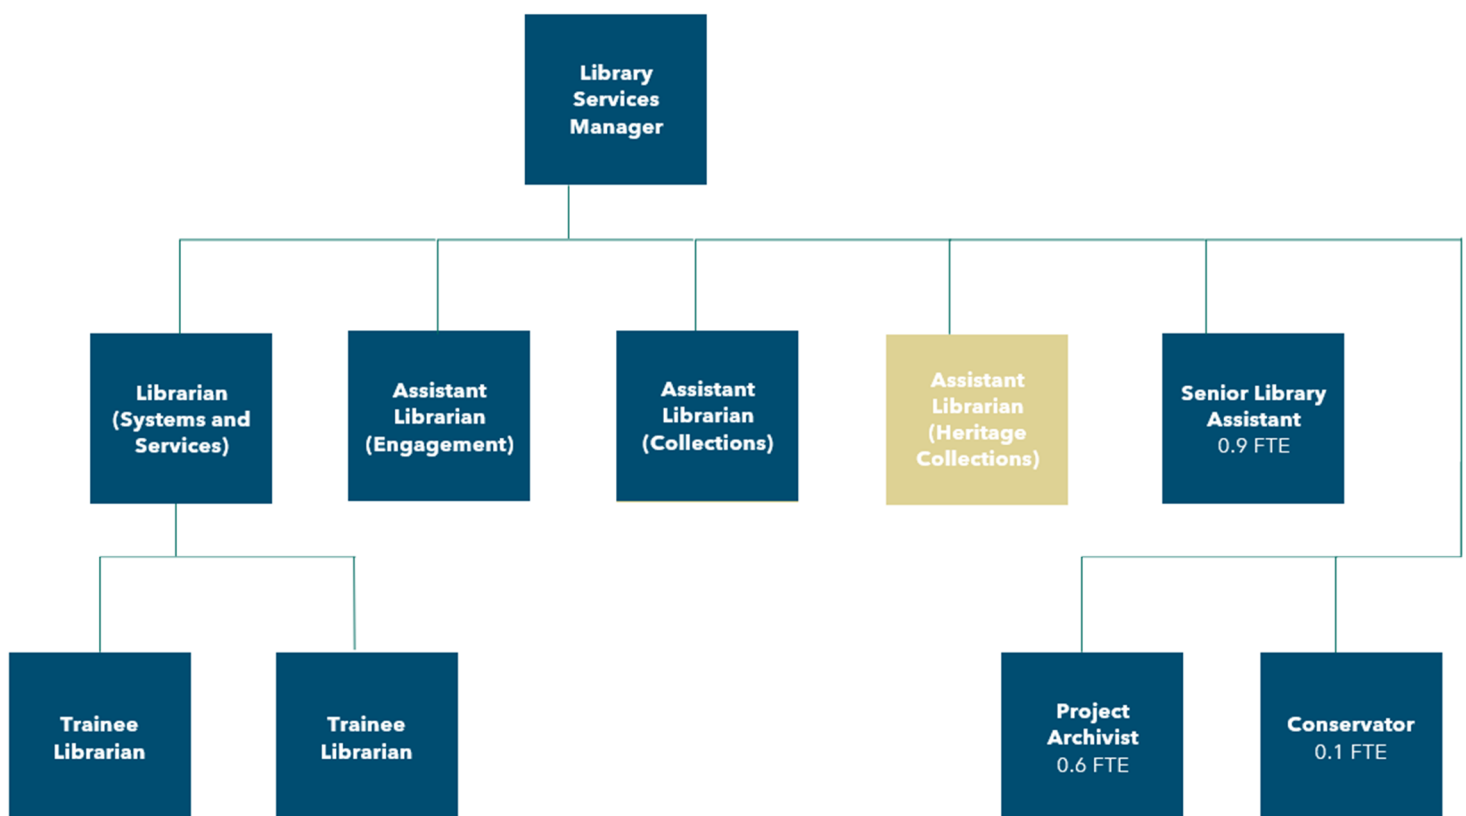 Library
Services
Manager
Librarian
(Systems and
Services)
Assistant
Librarian
(Engagement)
Assistant
Librarian
(Collections)
Assistant
Librarian
(Heritage
Collections)
Senior Library
Assistant
0.9 FTE
Trainee
Librarian
Trainee
Librarian
Project
Archivist
0.6 FTE
Conservator
0.1 FTE